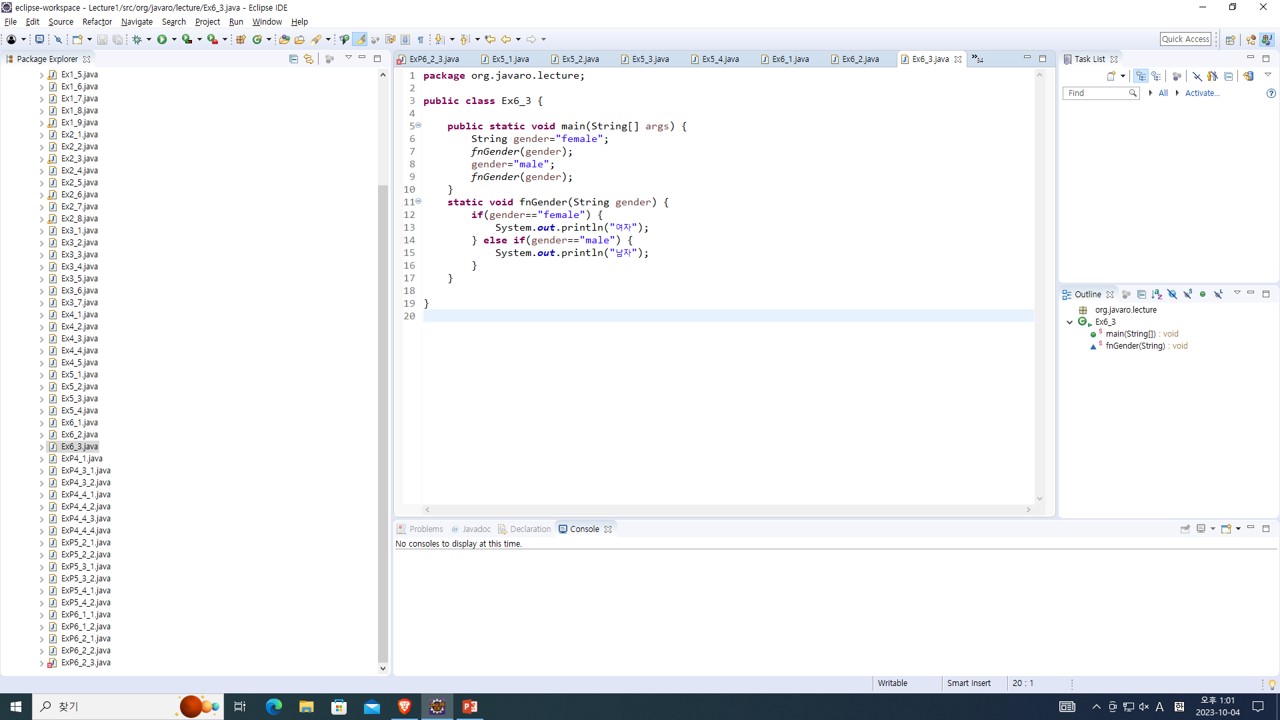 eclipse-workspace - Lecture1/src/org/javaro/lecture/Ex6_3.java - Eclipse IDE
File Edit Source Refactor Navigate Search Project Run Window Help
Quick Access
Package Explorer
Ex1_5.java
Ex1_6.java
Ex1_7.java
Ex1_8.java
Ex1_9.java
Ex2_1.java
Ex2_2.java
Ex2_3.java
Ex2_4.java
Ex2_5.java
Ex2_6.java
Ex2_7.java
Ex2_8.java
Ex3_1.java
Ex3_2.java
Ex3_3.java
Ex3_4.java
Ex3_5.java
Ex3_6.java
Ex3_7.java
Ex4_1.java
Ex4_2.java
Ex4_3.java
Ex4_4.java
Ex4_5.java
Ex5_1.java
Ex5_2.java
Ex5_3.java
Ex5_4.java
Ex6_1.java
Ex6_2.java
Ex6_3.java
ExP4_1.java
ExP4_3_1.java
ExP4_3_2.java
ExP4_4_1.java
ExP4_4_2.java
ExP4_4_3.java
ExP4_4_4.java
ExP5_2_1.java
ExP5_2_2.java
ExP5_3_1.java
ExP5_3_2.java
ExP5_4_1.java
ExP5_4_2.java
ExP6_1_1.java
ExP6_1_2.java
ExP6_2_1.java
ExP6_2_2.java
ExP6_2_3.java
ExP6_2_3.java Ex5_1.java Ex5_2.java Ex5_3.java Ex5_4.java Ex6_1.java Ex6_2.java Ex6_3.java »34
1 package org.javaro.lecture;
2
3 public class Ex6_3 {
4
5 public static void main(String[] args) {
6 String gender="female";
7 fnGender(gender);
8 gender="male";
9 fnGender(gender);
10 }
11 static void fnGender(String gender) {
12 if(gender=="female") {
13 System.out.println("여자");
14 } else if(gender=="male") {
15 System.out.println("남자");
16 }
17 }
18
19 }
20
Task List
Find All Activate...
Outline
org.javaro.lecture
Ex6_3
main(String[]) : void
fnGender(String) : void
Problems Javadoc Declaration Console
No consoles to display at this time.
Writable Smart Insert 20 : 1
찾기
A
오후 1:01
2023-10-04